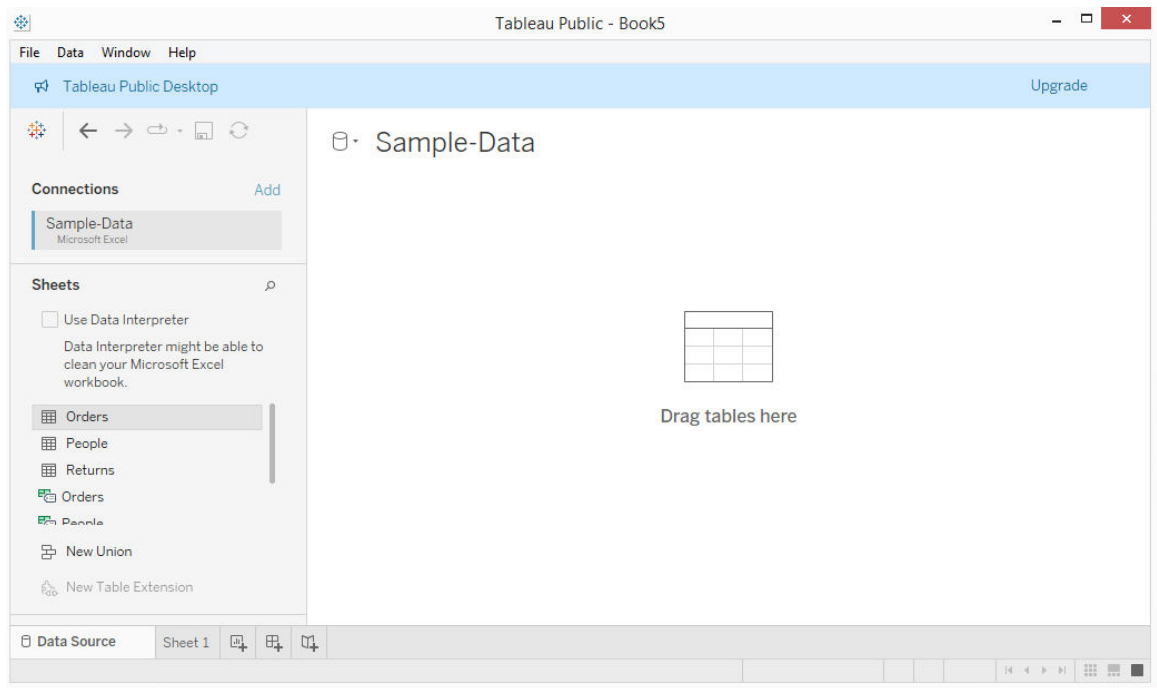 Tableau Public - Book5
File Data Window Help
Tableau Public Desktop
Upgrade
Sample-Data
Connections Add
Sample-Data
Microsoft Excel
Sheets
Use Data Interpreter
Data Interpreter might be able to
clean your Microsoft Excel
workbook.
Orders
People
Returns
Orders
People
New Union
New Table Extension
Drag tables here
Data Source Sheet 1